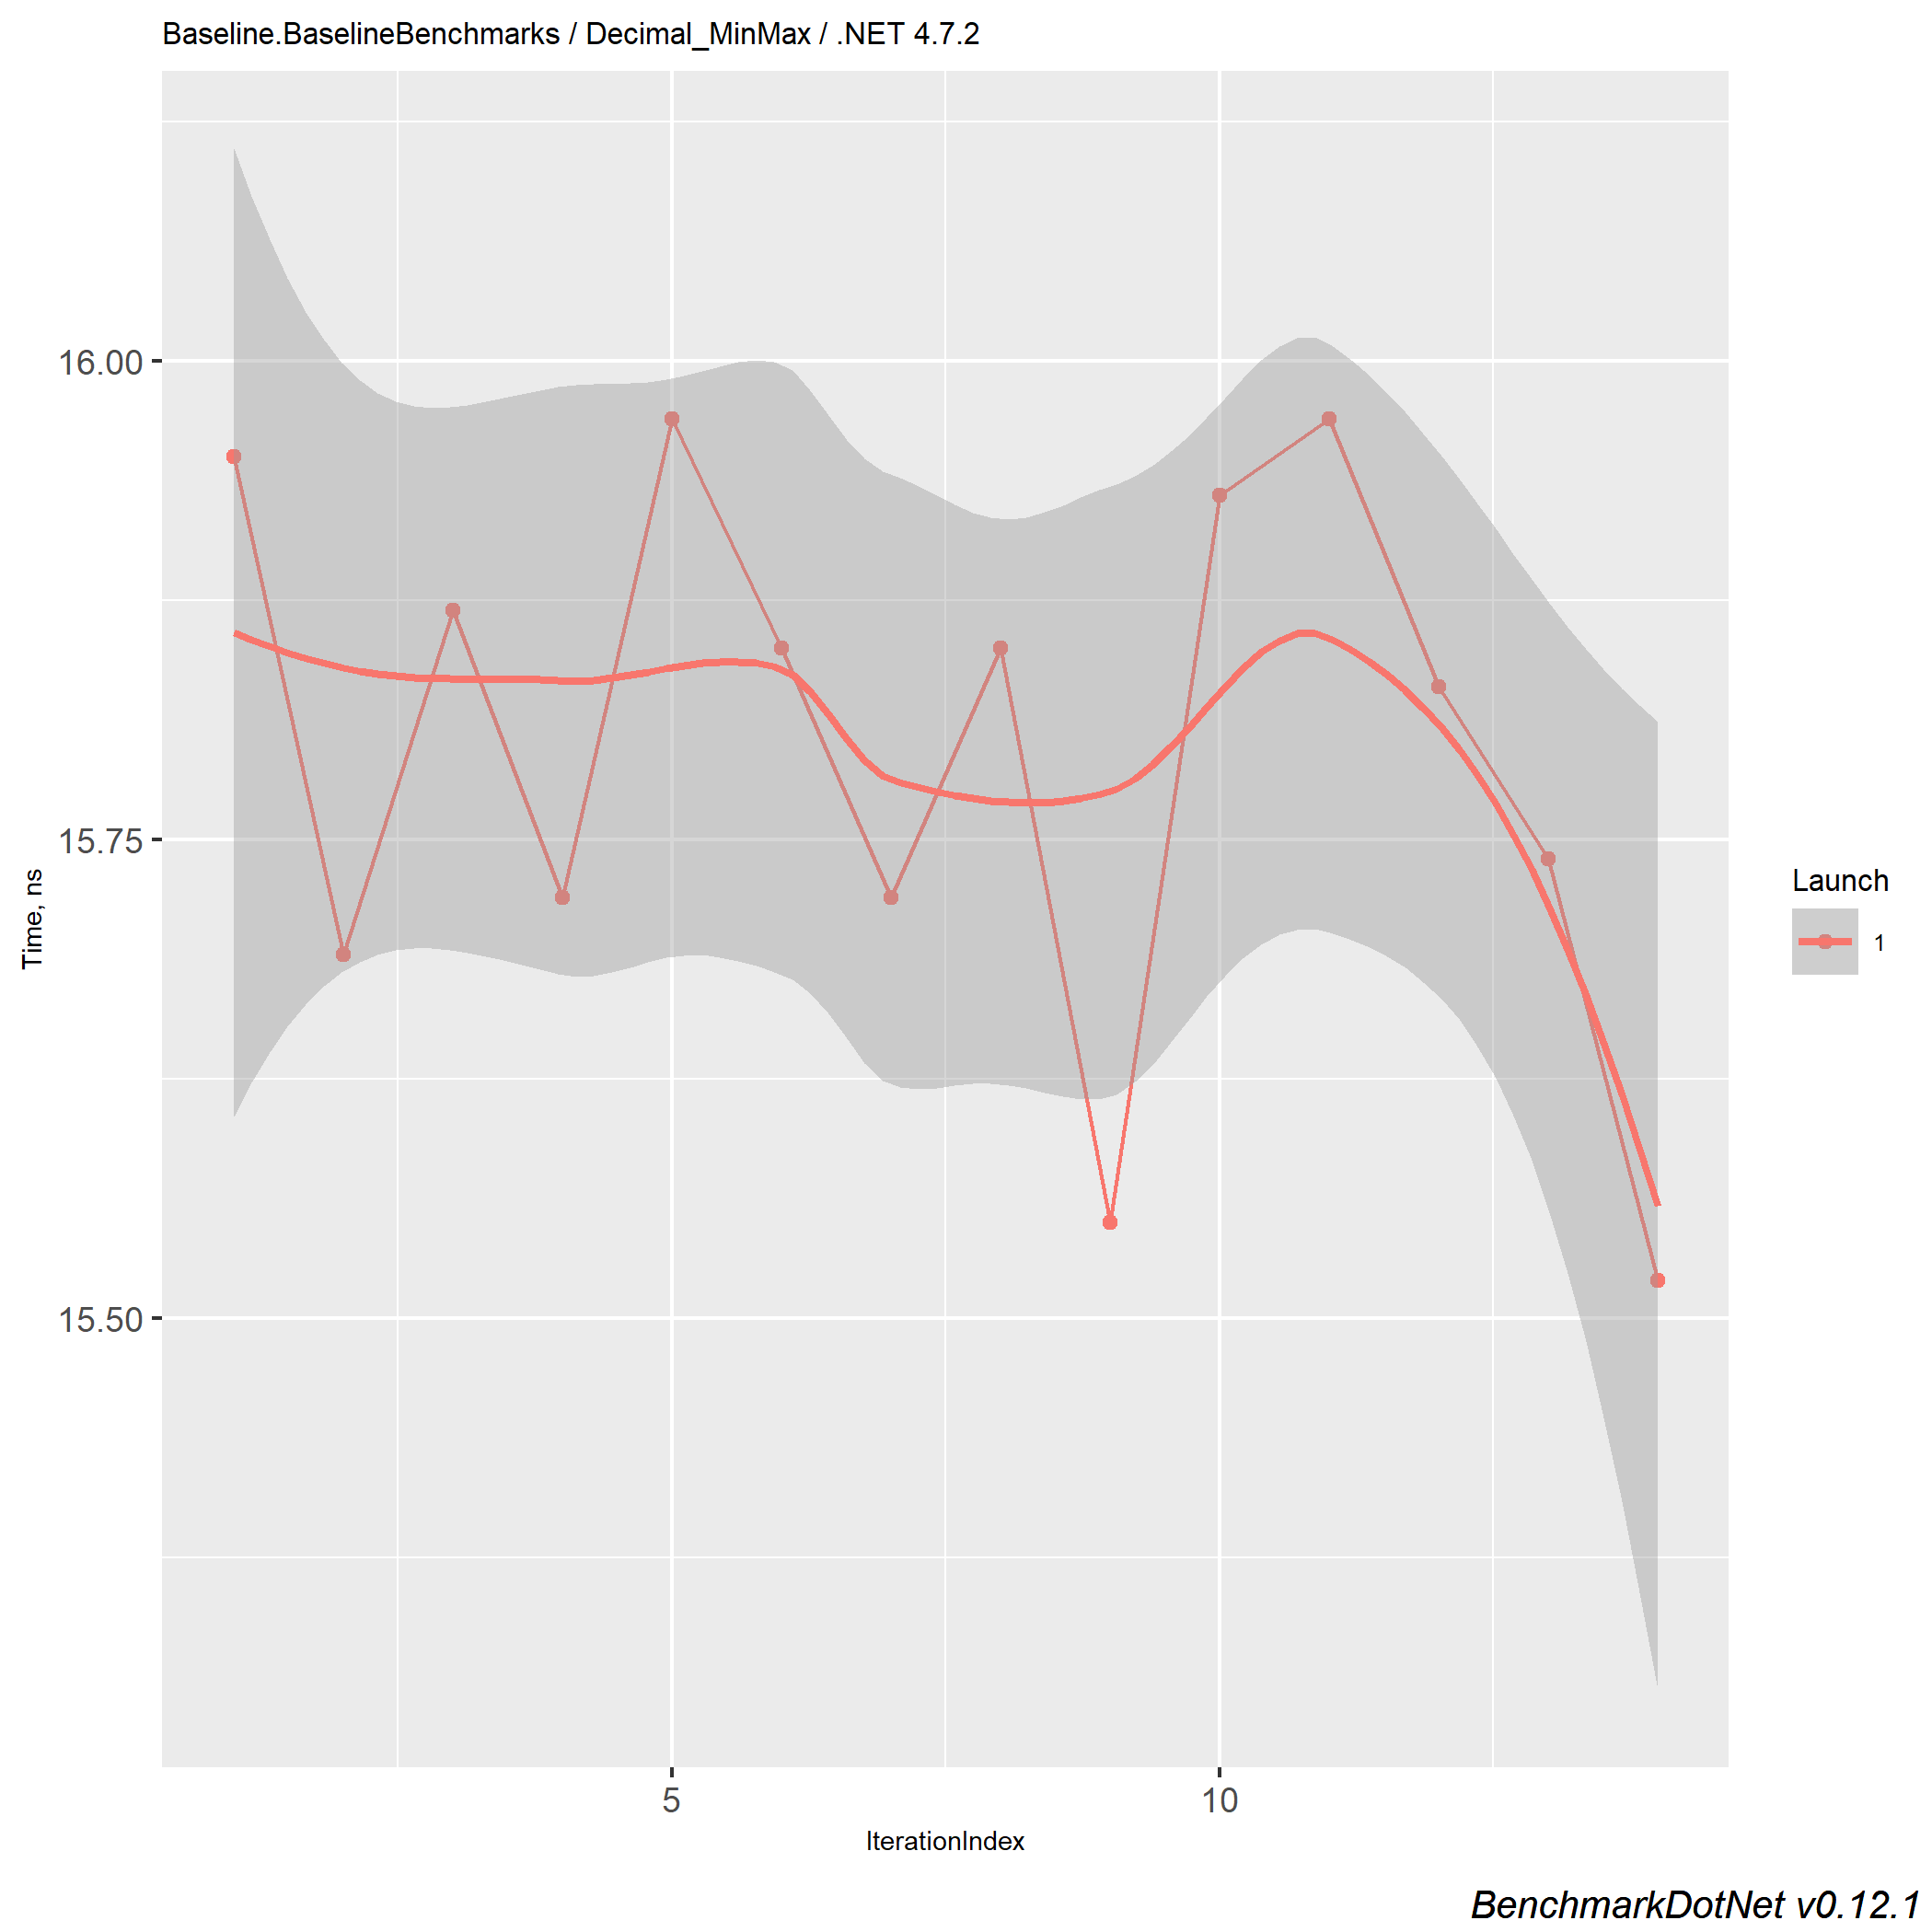 Baseline.BaselineBenchmarks / Decimal_MinMax / .NET 4.7.2
16.00
15.75
15.50
Time, ns
5
10
IterationIndex
Launch
1
BenchmarkDotNet v0.12.1